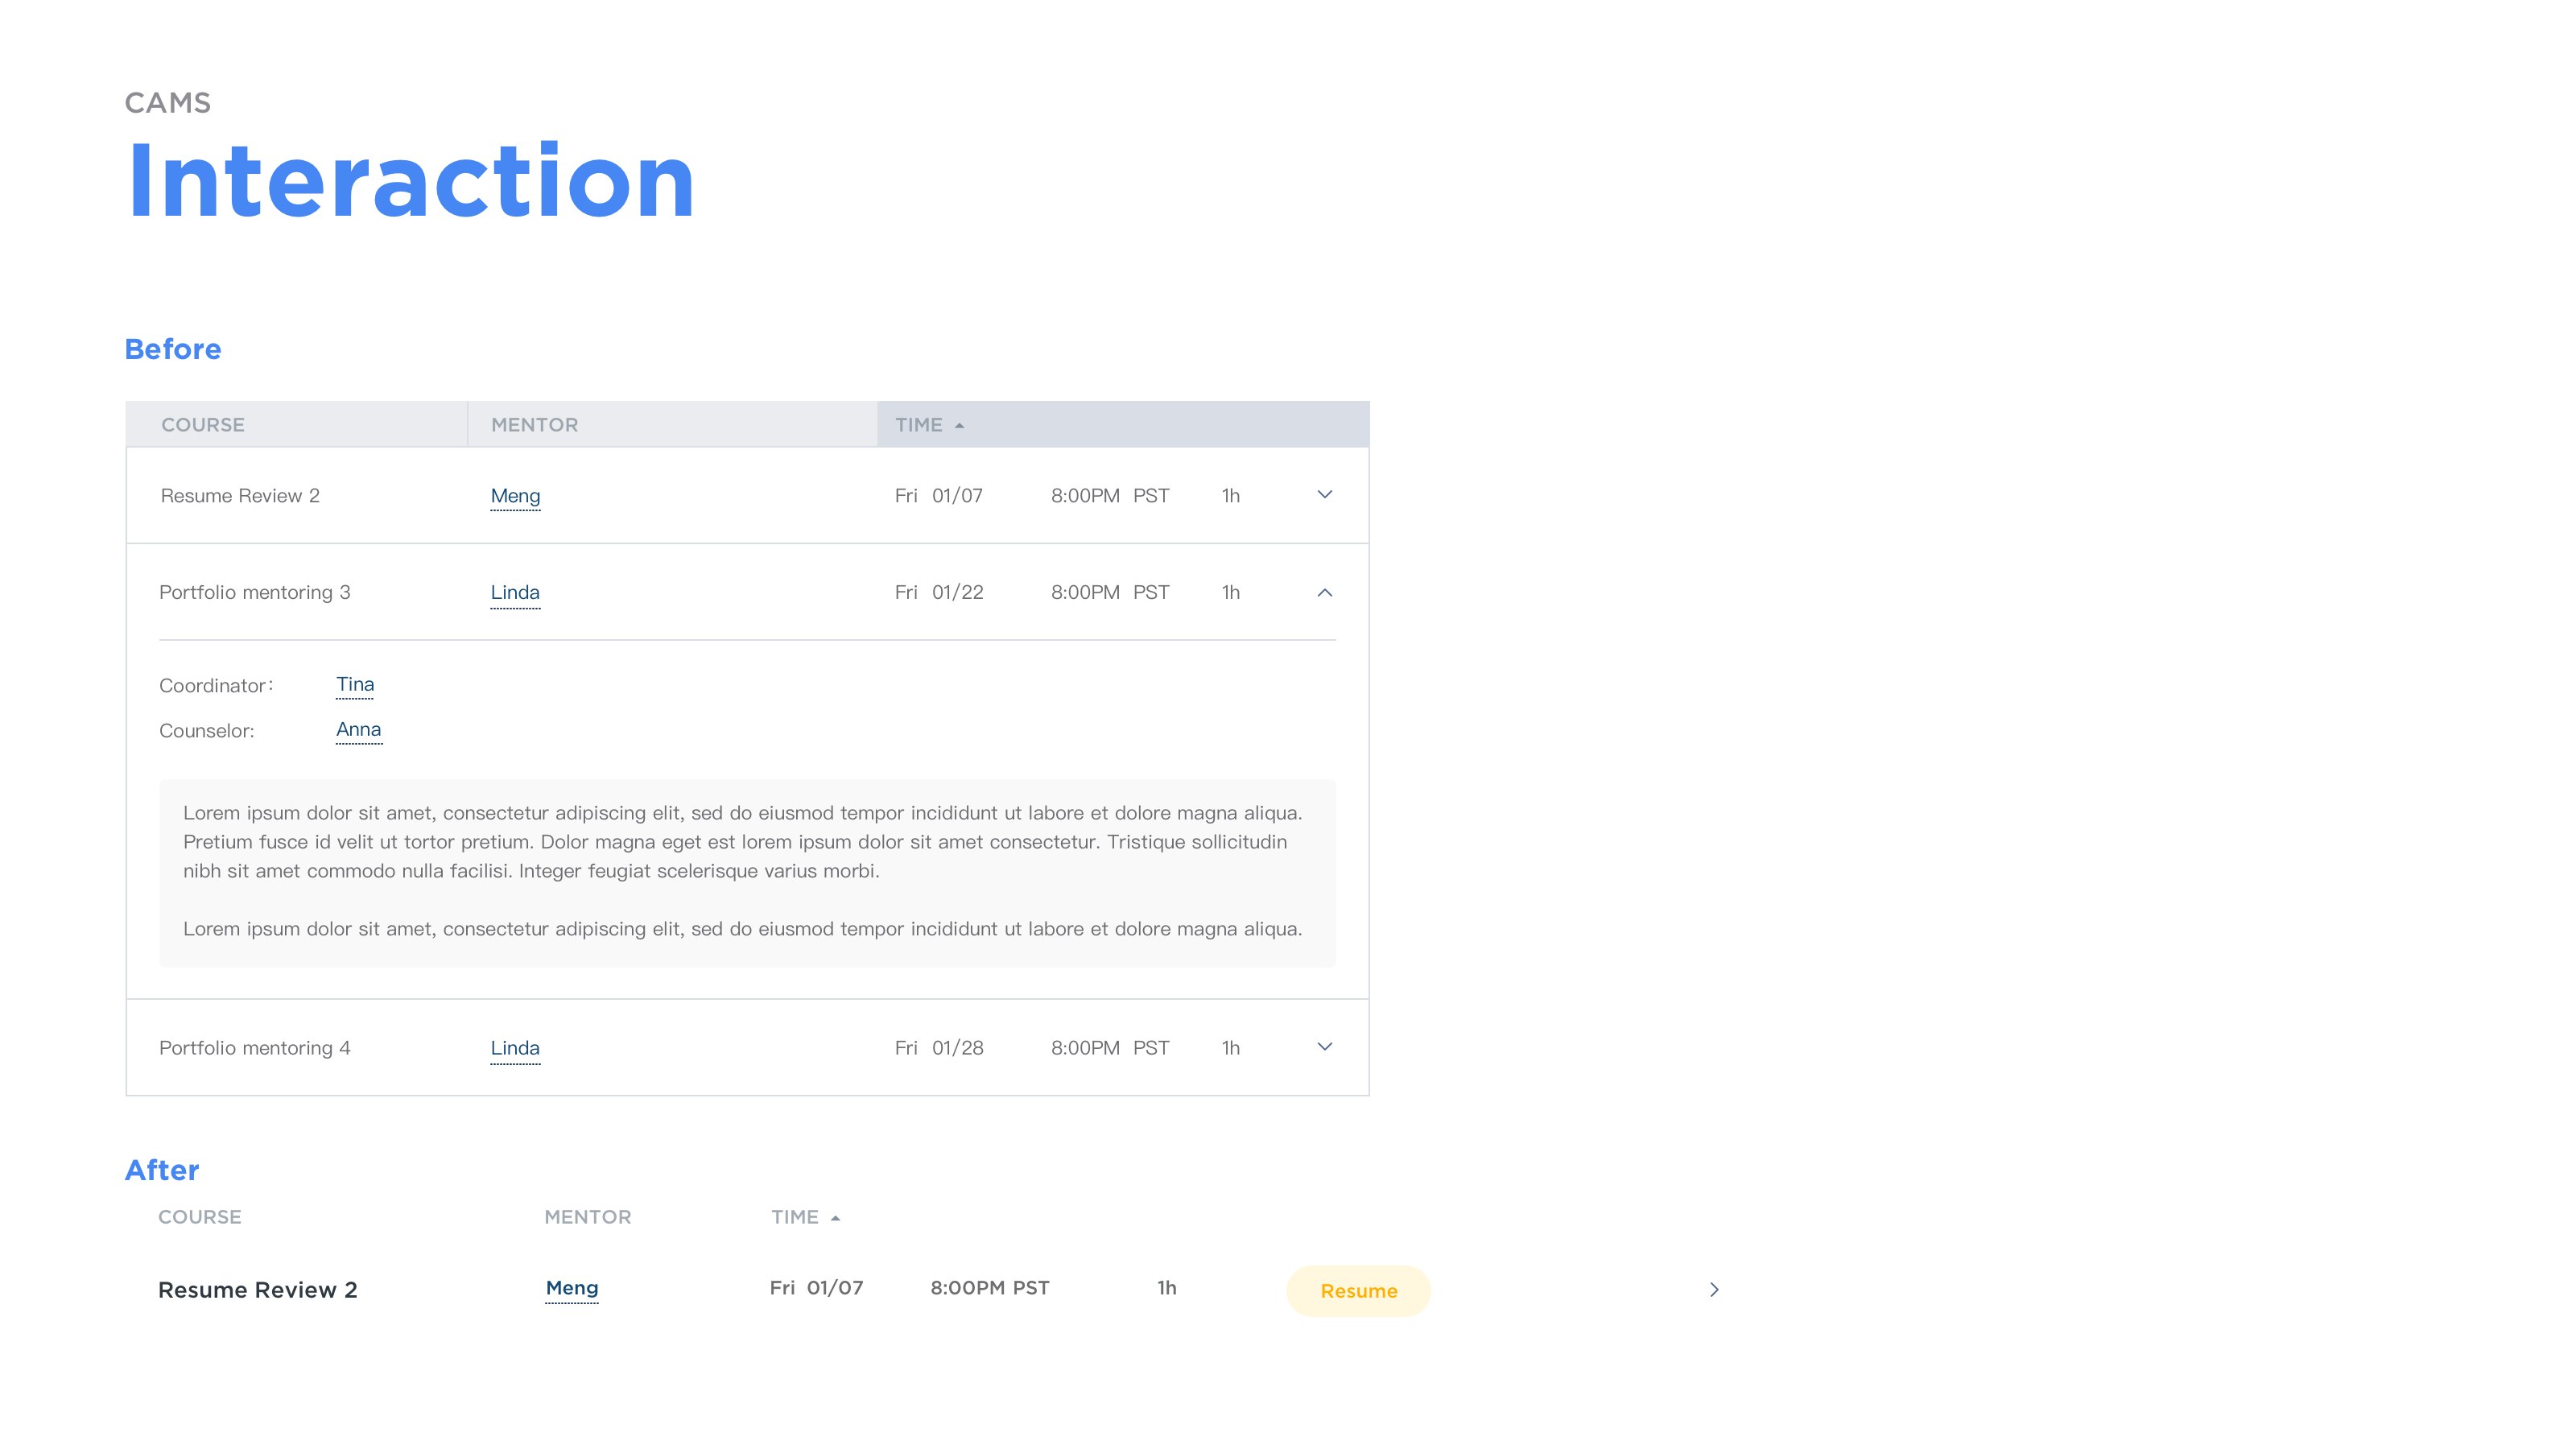 CAMS
Interaction
Before
COURSE MENTOR TIME
Resume Review 2 Meng Fri 01/07 8:00PM PST 1h
Portfolio mentoring 3 Linda Fri 01/22 8:00PM PST 1h
Coordinator: Tina
Counselor: Anna
Lorem ipsum dolor sit amet, consectetur adipiscing elit, sed do eiusmod tempor incididunt ut labore et dolore magna aliqua.
Pretium fusce id velit ut tortor pretium. Dolor magna eget est lorem ipsum dolor sit amet consectetur. Tristique sollicitudin
nibh sit amet commodo nulla facilisi. Integer feugiat scelerisque varius morbi.
Lorem ipsum dolor sit amet, consectetur adipiscing elit, sed do eiusmod tempor incididunt ut labore et dolore magna aliqua.
Portfolio mentoring 4 Linda Fri 01/28 8:00PM PST 1h
After
COURSE MENTOR TIME
Resume Review 2 Meng Fri 01/07 8:00PM PST 1h Resume